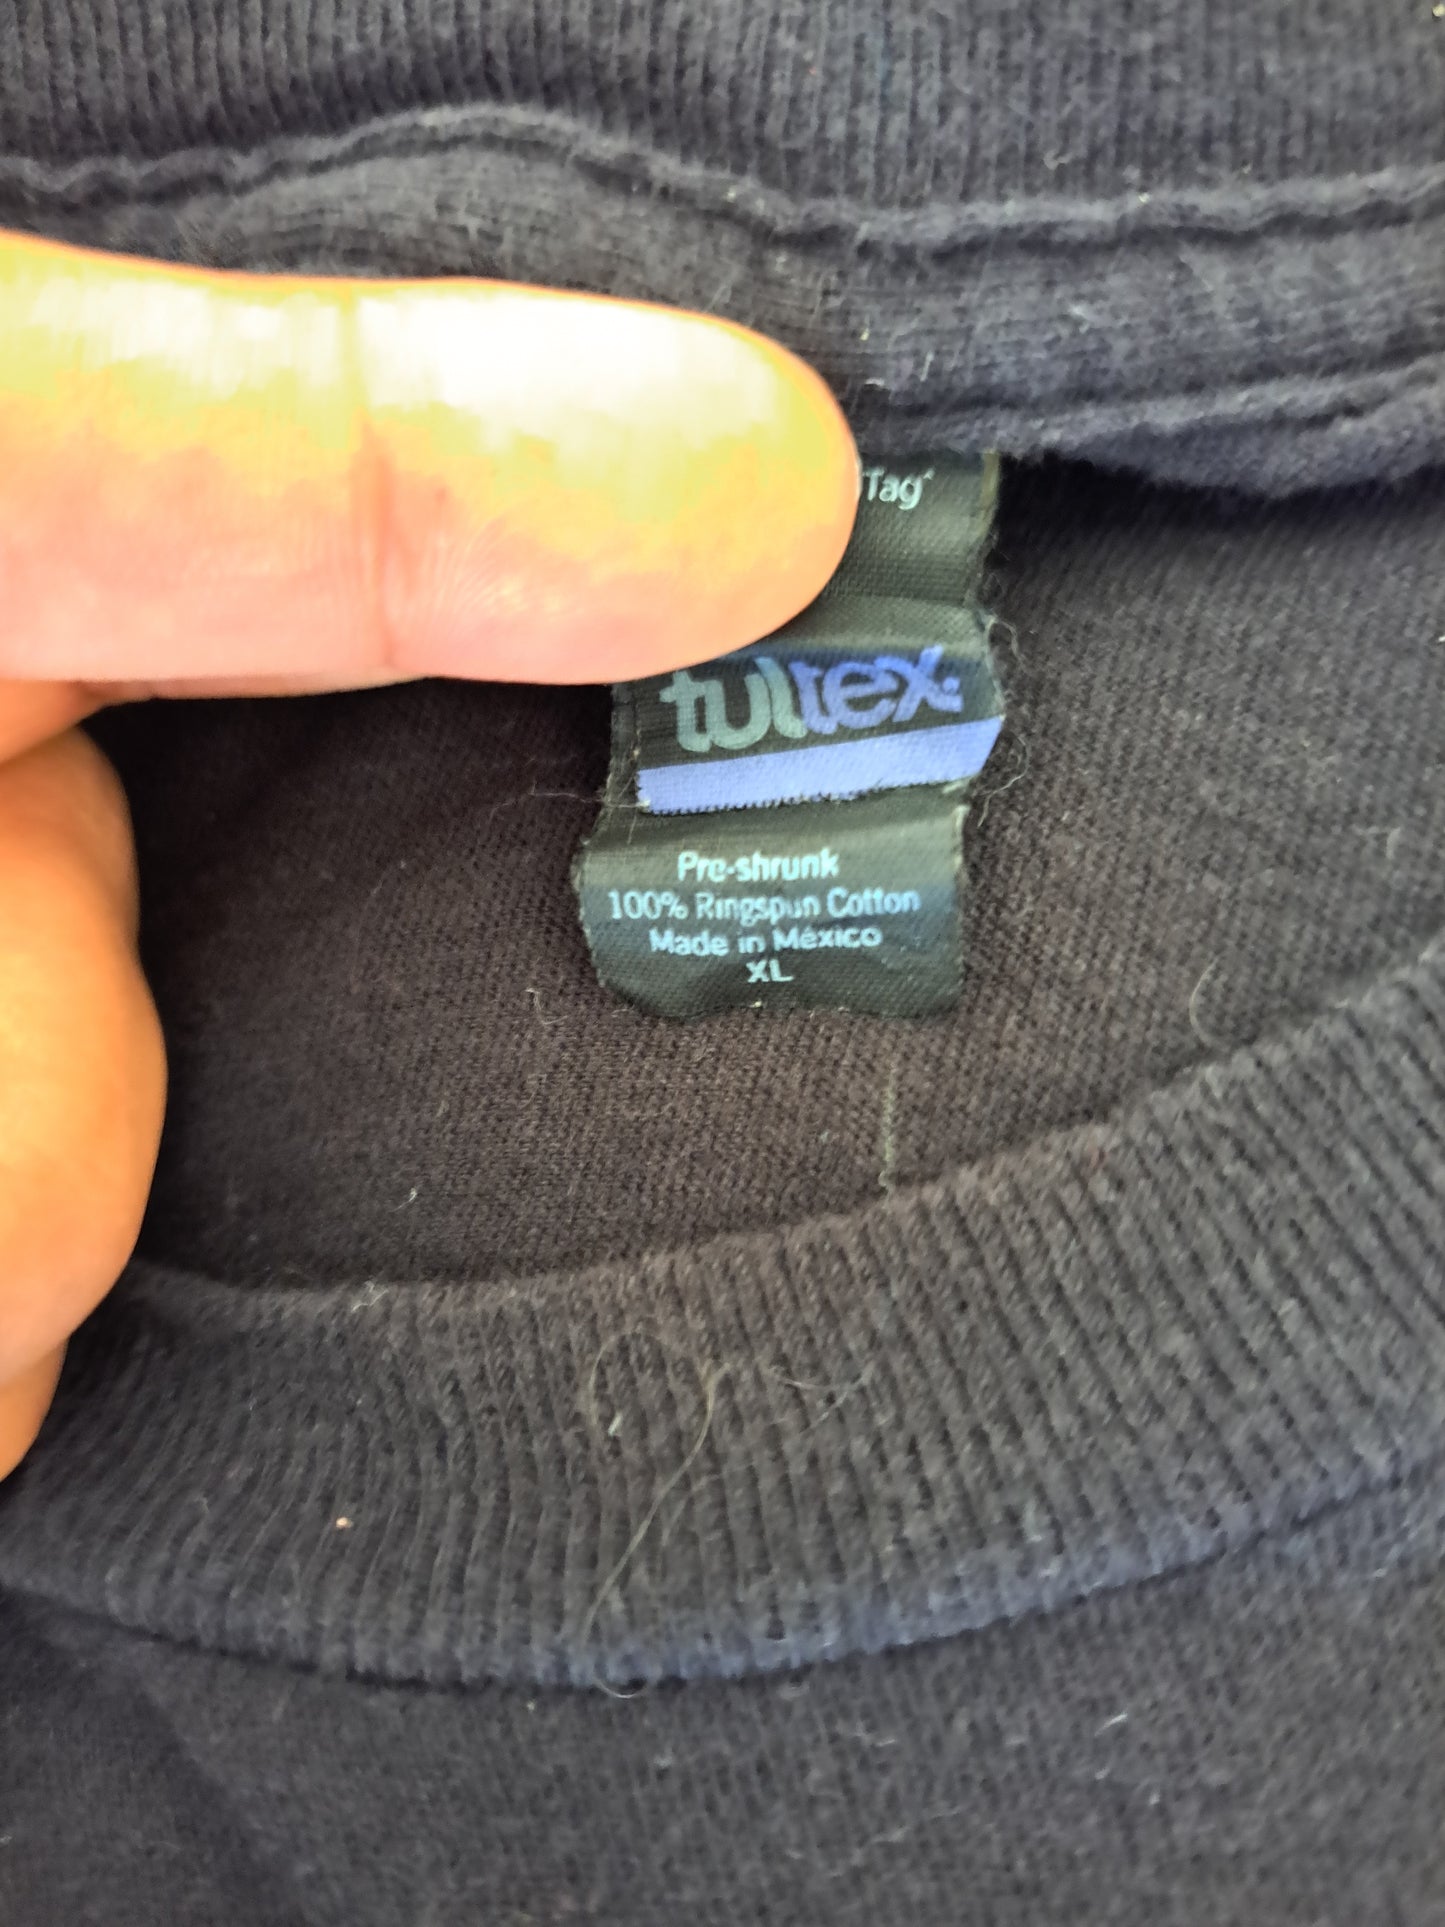 Tag
tultex
Pre-shrunk
100% Ringspun Cotton
Made in México
XL